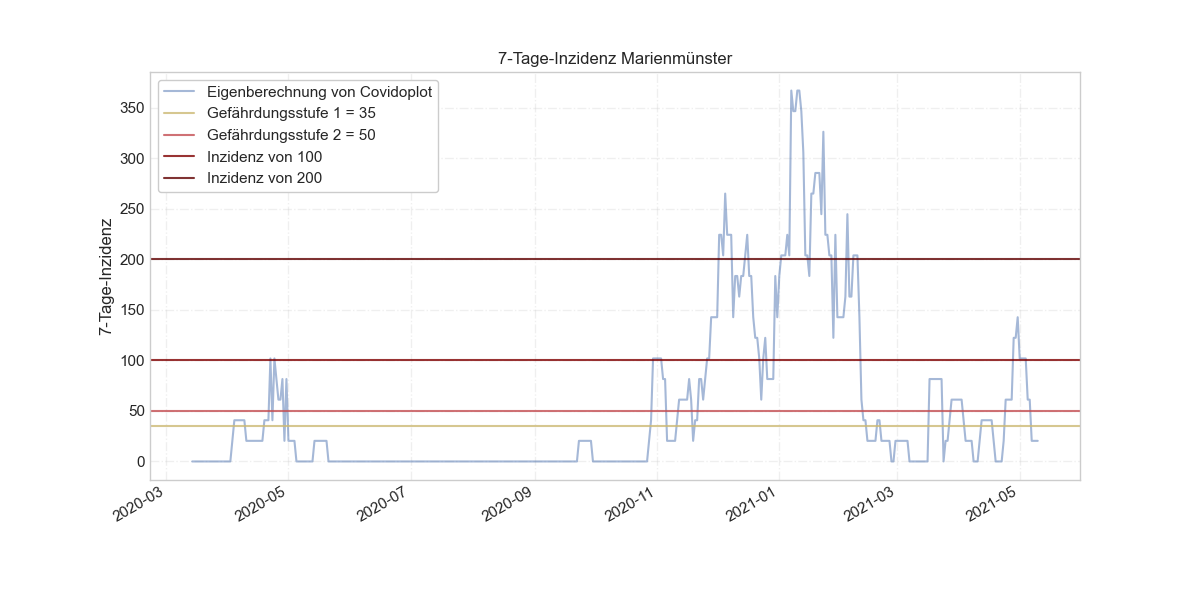 7-Tage-Inzidenz Marienmünster
Eigenberechnung von Covidoplot
Gefährdungsstufe 1 = 35
Gefährdungsstufe 2 = 50
Inzidenz von 100
Inzidenz von 200
7-Tage-Inzidenz
350
300
250
200
150
100
50
0
2020-03
2020-05
2020-07
2020-09
2020-11
2021-01
2021-03
2021-05